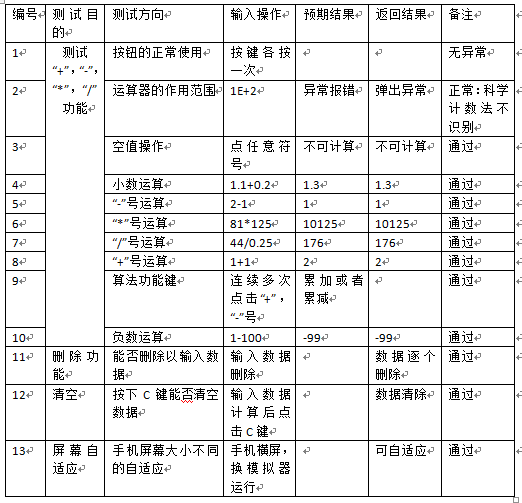 编号 测试目的 测试方向 输入操作 预期结果 返回结果 备注
1 测试“+”,“-”,“*”,“/”功能 按钮的正常使用 按键各按一次 无异常
2 运算器的作用范围 1E+2 异常报错 弹出异常 正常:科学计数法不识别
3 空值操作 点任意符号 不可计算 不可计算 通过
4 小数运算 1.1+0.2 1.3 1.3 通过
5 “-”号运算 2-1 1 1 通过
6 “*”号运算 81*125 10125 10125 通过
7 “/”号运算 44/0.25 176 176 通过
8 “+”号运算 1+1 2 2 通过
9 算法功能键 连续多次点击“+”,“-”号 累加或者累减 通过
10 负数运算 1-100 -99 -99 通过
11 删除功能 能否删除以输入数据 输入数据删除 数据逐个删除 通过
12 清空 按下 C 键能否清空数据 输入数据计算后点击 C 键 数据清除 通过
13 屏幕自适应 手机屏幕大小不同的自适应 手机横屏,换模拟器运行 可自适应 通过